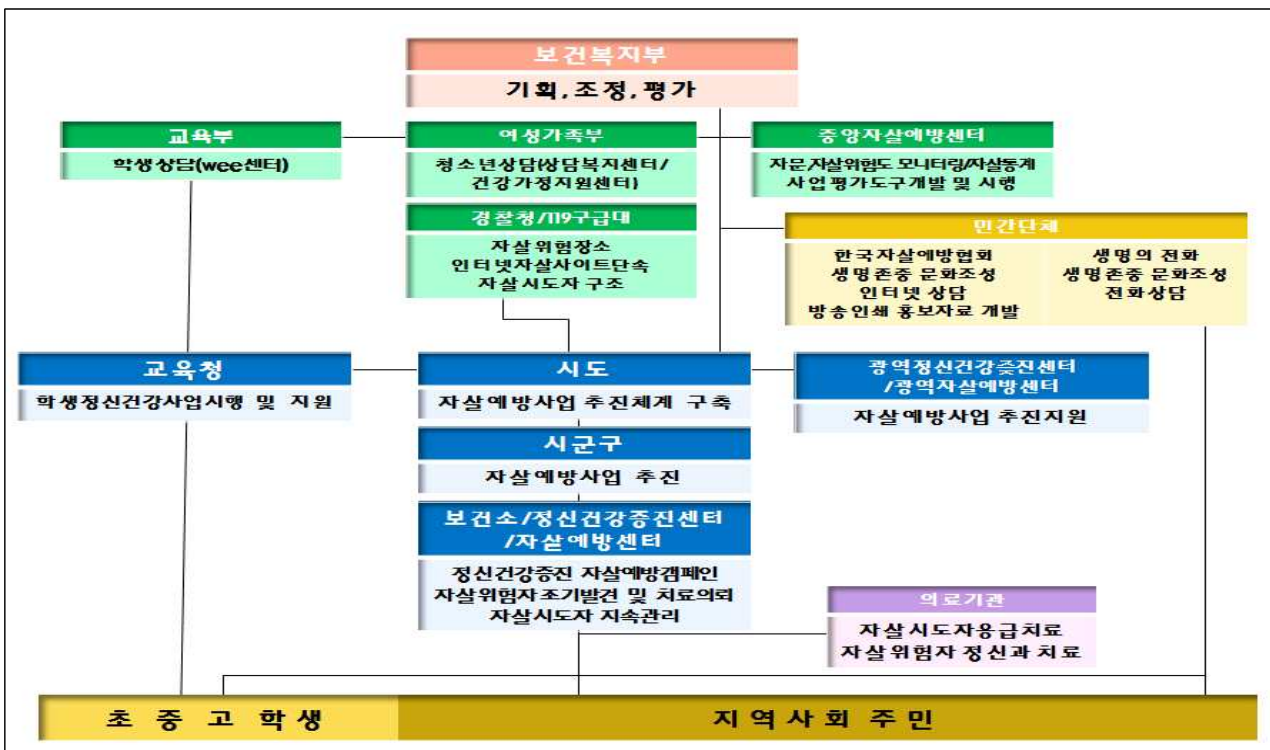 보건복지부
기획,조정,평가
교육부
학생상담(wee센터)
여성가족부
청소년상담(상담복지센터/
건강가정지원센터)
중앙자살예방센터
자문,자살위험도 모니터링/자살통계
사업평가도구개발 및 시행
경찰청/119구급대
자살위험장소
인터넷자살사이트단속
자살시도자 구조
민간단체
한국자살예방협회
생명존중 문화조성
인터넷 상담
방송인쇄 홍보자료 개발
생명의 전화
생명존중 문화조성
전화상담
교육청
학생정신건강사업시행 및 지원
시도
자살예방사업 추진체계 구축
광역정신건강증진센터
/광역자살예방센터
자살예방사업 추진지원
시군구
자살예방사업 추진
보건소/정신건강증진센터
/자살예방센터
정신건강증진 자살예방캠페인
자살위험자조기발견 및 치료의뢰
자살시도자 지속관리
의료기관
자살시도자응급치료
자살위험자 정신과 치료
초 중 고 학생
지역사회 주민